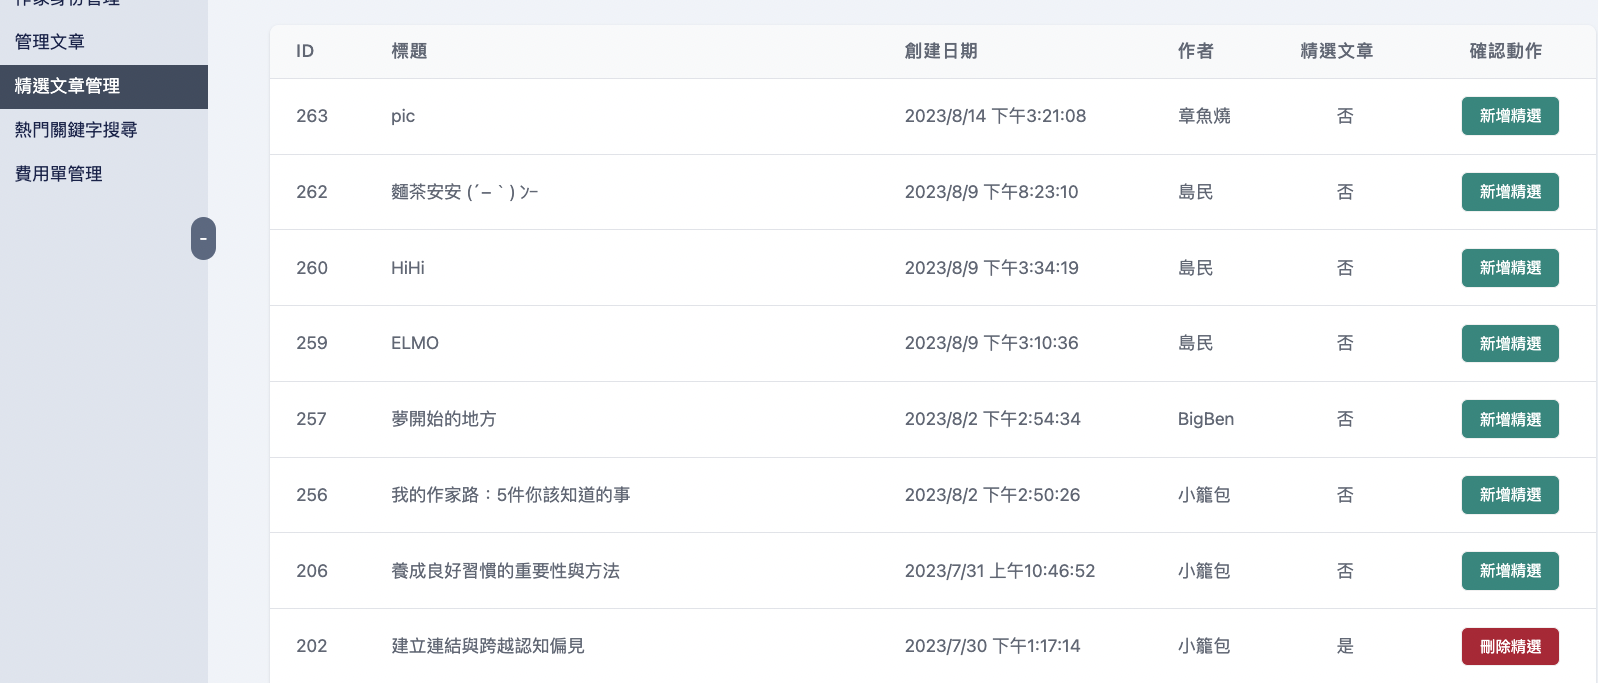 作家身份管理
管理文章
精選文章管理
熱門關鍵字搜尋
費用單管理
-
ID 標題 創建日期 作者 精選文章 確認動作
263 pic 2023/8/14 下午3:21:08 章魚燒 否 新增精選
262 麵茶安安 (´−｀) ﾝｰ 2023/8/9 下午8:23:10 島民 否 新增精選
260 HiHi 2023/8/9 下午3:34:19 島民 否 新增精選
259 ELMO 2023/8/9 下午3:10:36 島民 否 新增精選
257 夢開始的地方 2023/8/2 下午2:54:34 BigBen 否 新增精選
256 我的作家路：5件你該知道的事 2023/8/2 下午2:50:26 小籠包 否 新增精選
206 養成良好習慣的重要性與方法 2023/7/31 上午10:46:52 小籠包 否 新增精選
202 建立連結與跨越認知偏見 2023/7/30 下午1:17:14 小籠包 是 刪除精選